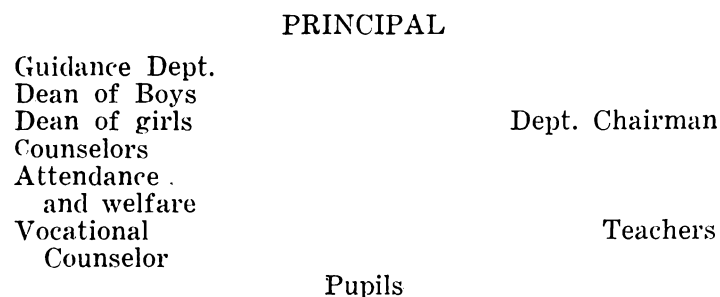 PRINCIPAL
Guidance Dept.
Dean of Boys
Dean of girls Dept. Chairman
Counselors
Attendance .
and welfare
Vocational Teachers
Counselor
Pupils